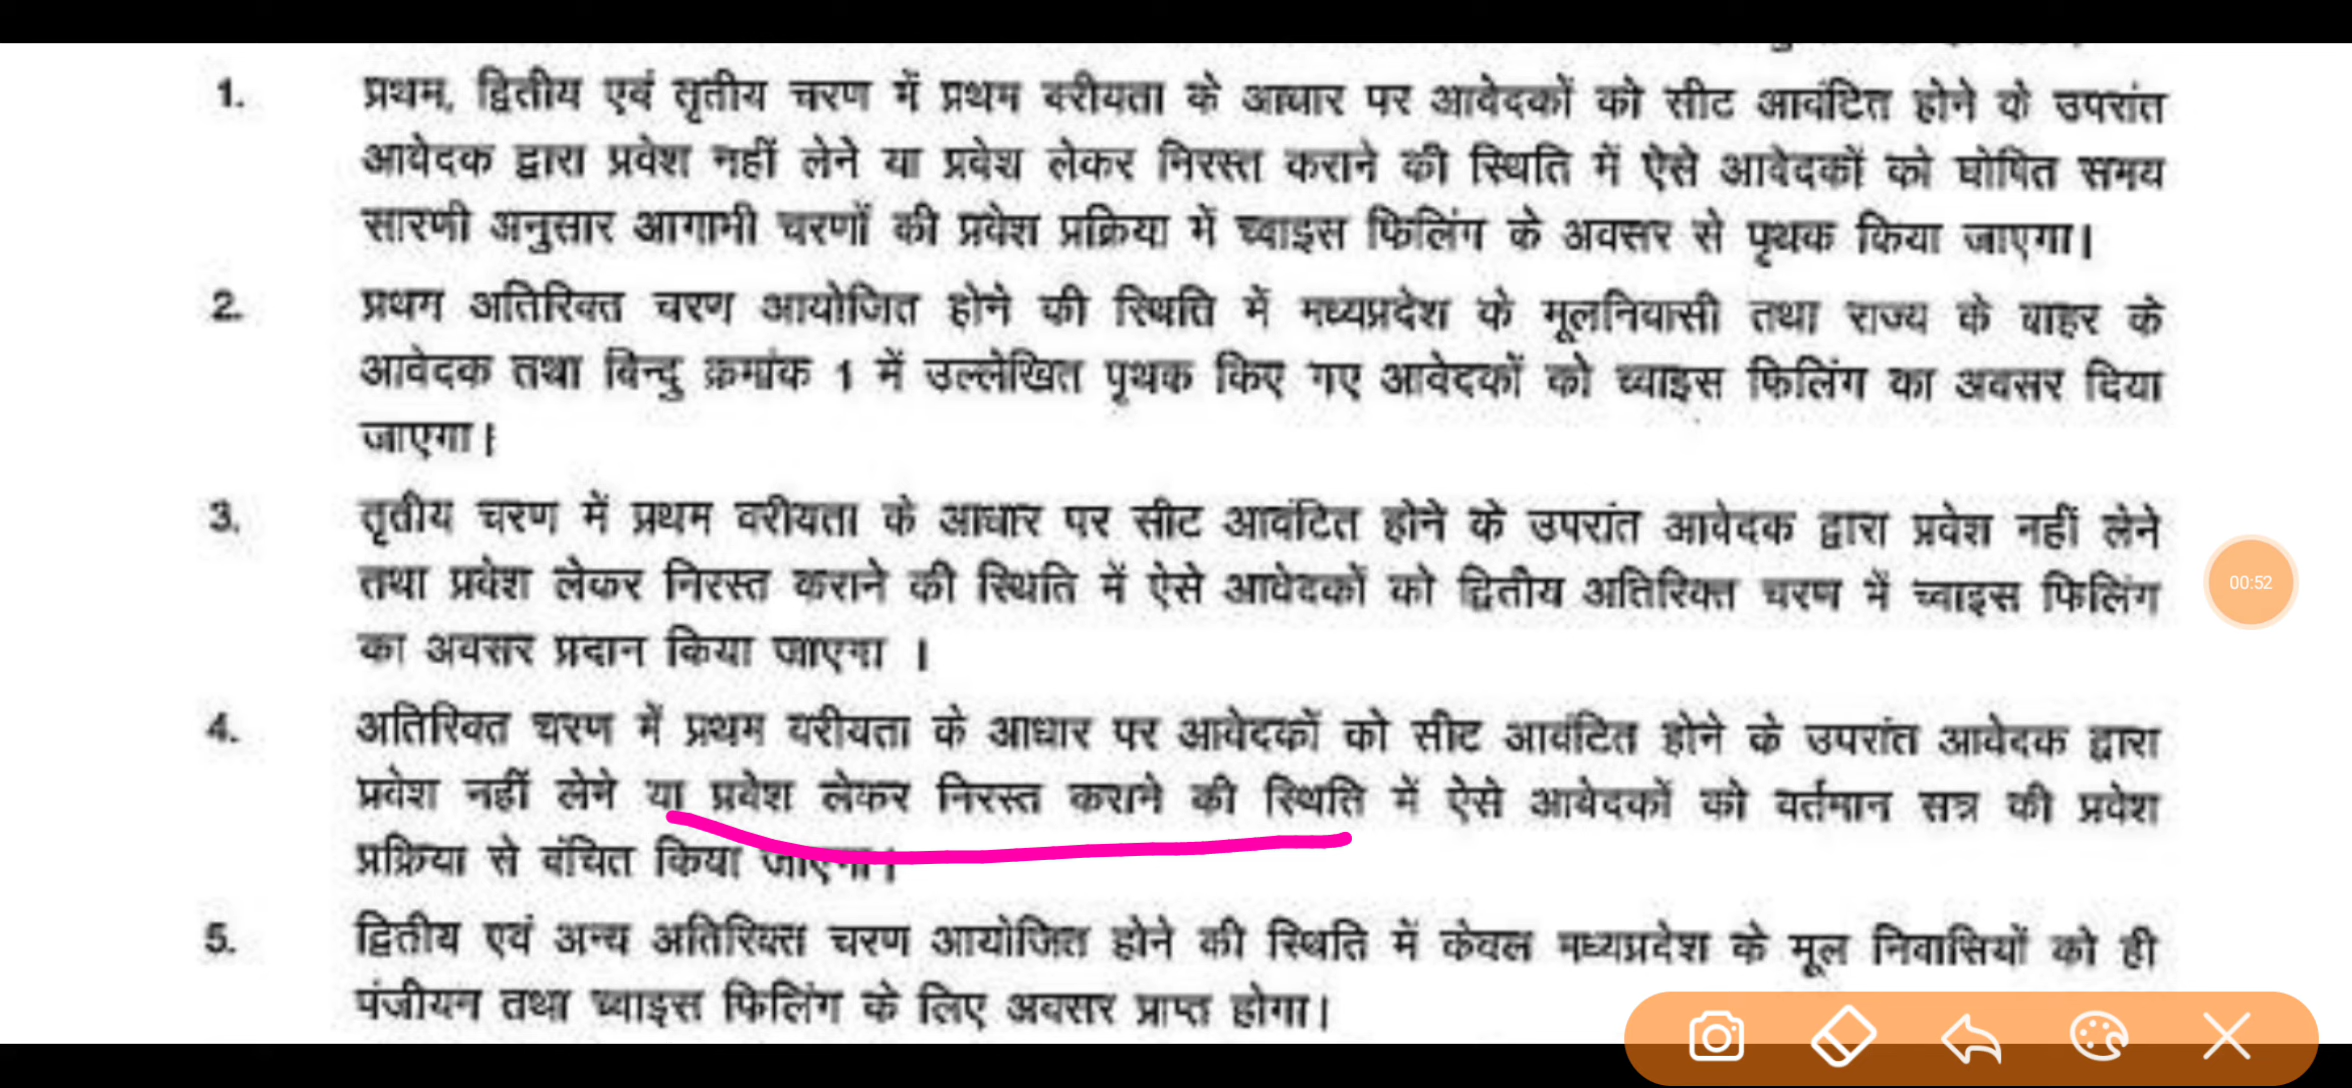 1. प्रथम, द्वितीय एवं तृतीय चरण में प्रथम वरीयता के आधार पर आवेदकों को सीट आवंटित होने के उपरांत
आवेदक द्वारा प्रवेश नहीं लेने या प्रवेश लेकर निरस्त कराने की स्थिति में ऐसे आवेदकों को घोषित समय
सारणी अनुसार आगामी चरणों की प्रवेश प्रक्रिया में च्वाइस फिलिंग के अवसर से पृथक किया जाएगा।
2. प्रथम अतिरिक्त चरण आयोजित होने की स्थिति में मध्यप्रदेश के मूलनिवासी तथा राज्य के बाहर के
आवेदक तथा बिन्दु क्रमांक 1 में उल्लेखित पृथक किए गए आवेदकों को च्वाइस फिलिंग का अवसर दिया
जाएगा।
3. तृतीय चरण में प्रथम वरीयता के आधार पर सीट आवंटित होने के उपरांत आवेदक द्वारा प्रवेश नहीं लेने
तथा प्रवेश लेकर निरस्त कराने की स्थिति में ऐसे आवेदकों को द्वितीय अतिरिक्त चरण में च्वाइस फिलिंग
का अवसर प्रदान किया जाएगा ।
00:52
4. अतिरिक्त चरण में प्रथम वरीयता के आधार पर आवेदकों को सीट आवंटित होने के उपरांत आवेदक द्वारा
प्रवेश नहीं लेने या प्रवेश लेकर निरस्त कराने की स्थिति में ऐसे आवेदकों को वर्तमान सत्र की प्रवेश
प्रक्रिया से वंचित किया जाएगा।
5. द्वितीय एवं अन्य अतिरिक्त चरण आयोजित होने की स्थिति में केवल मध्यप्रदेश के मूल निवासियों को ही
पंजीयन तथा च्वाइस फिलिंग के लिए अवसर प्राप्त होगा।